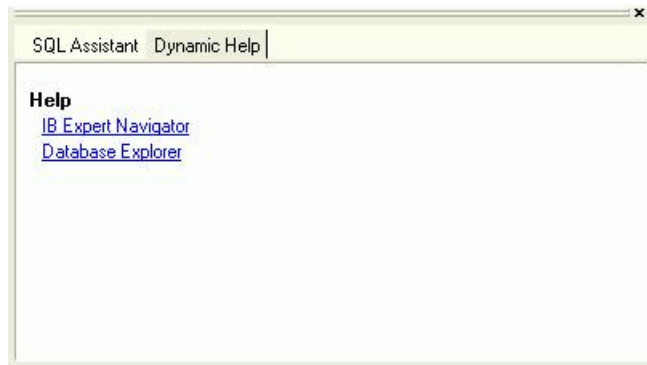 SQL Assistant Dynamic Help
Help
IB Expert Navigator
Database Explorer